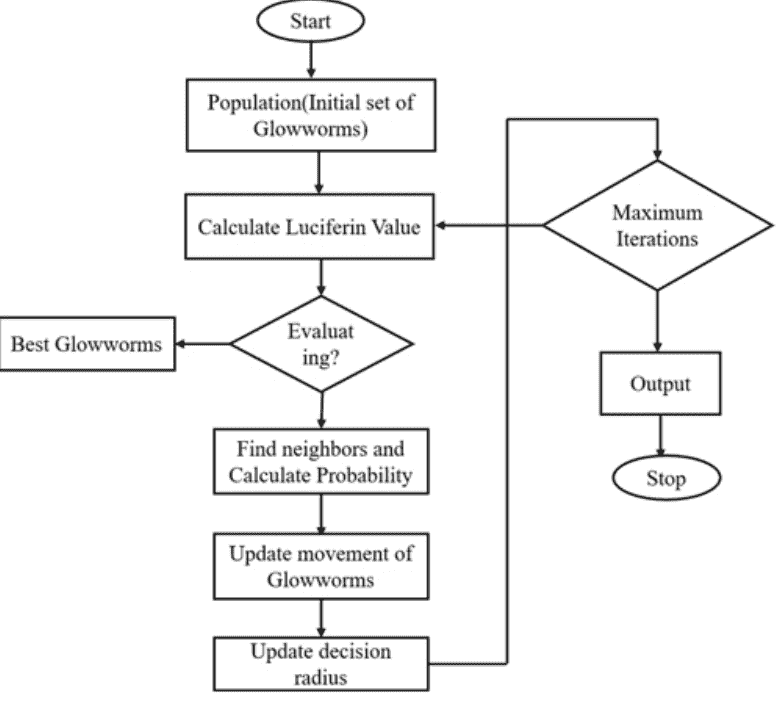 Start
Population(Initial set of
Glowworms)
Calculate Luciferin Value
Evaluat
ing?
Best Glowworms
Find neighbors and
Calculate Probability
Update movement of
Glowworms
Update decision
radius
Maximum
Iterations
Output
Stop